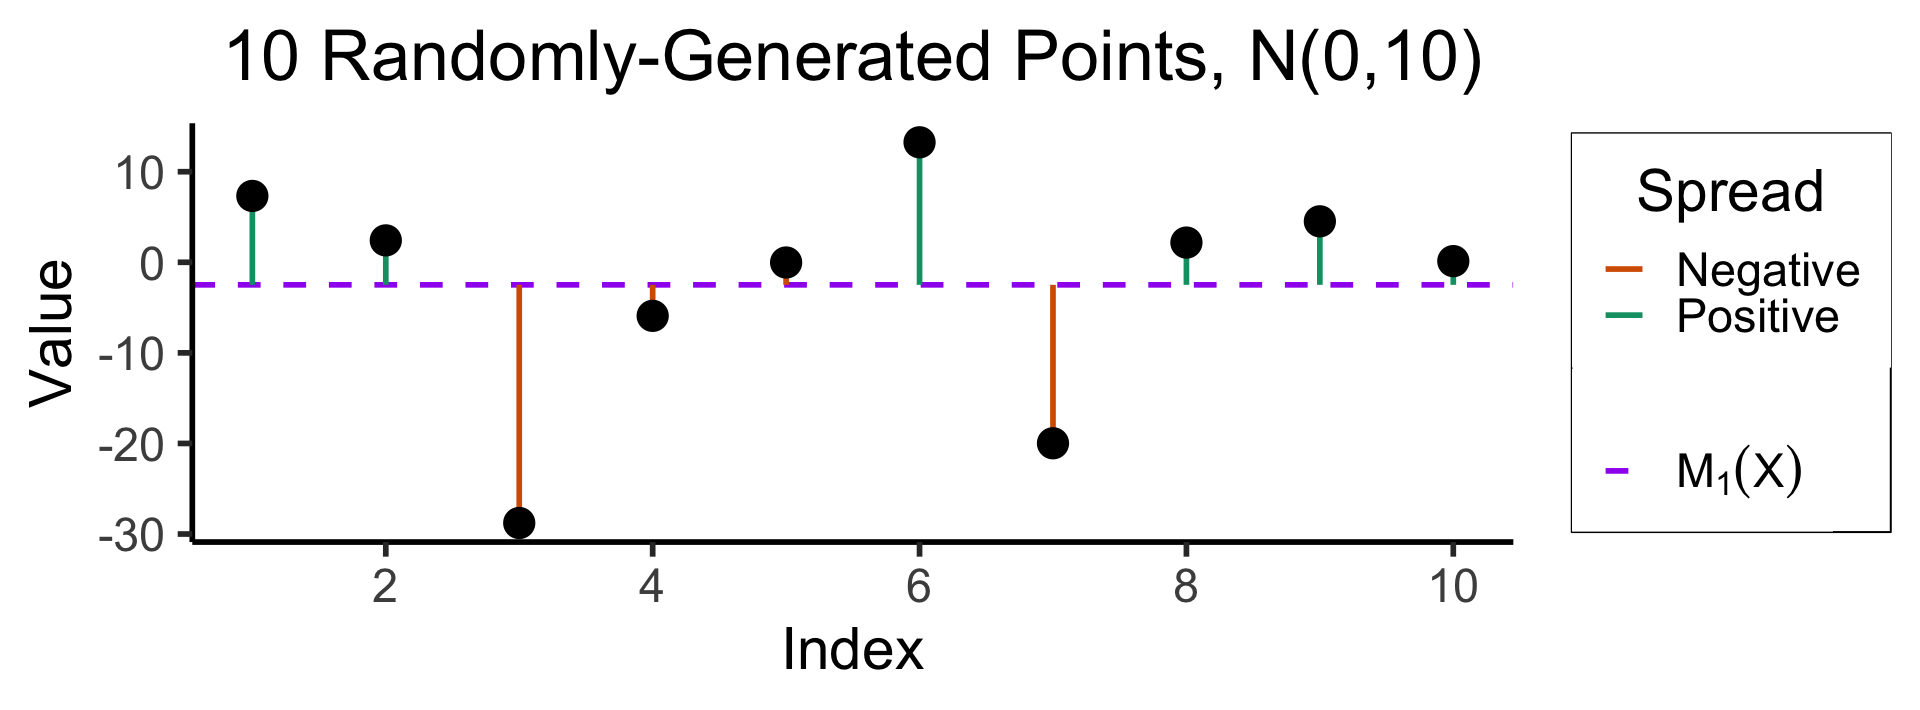 10 Randomly-Generated Points, N(0,10)
10
0
-10
-20
-30
Value
2 4 6 8 10
Index
Spread
Negative
Positive
M₁(X)